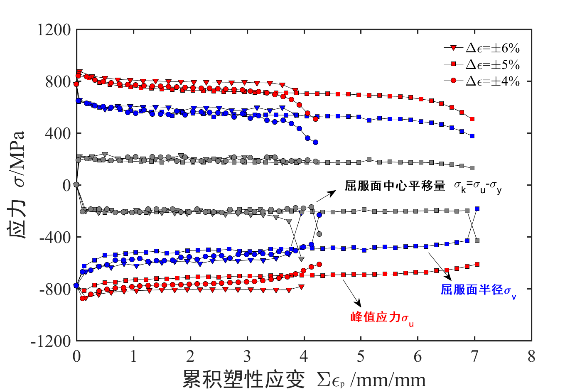 1200
800
400
0
-400
-800
-1200
应力 σ/MPa
Δϵ=±6%
Δϵ=±5%
Δϵ=±4%
屈服面中心平移量 σk=σu-σy
屈服面半径σy
峰值应力σu
0 1 2 3 4 5 6 7 8
累积塑性应变 Σϵp /mm/mm